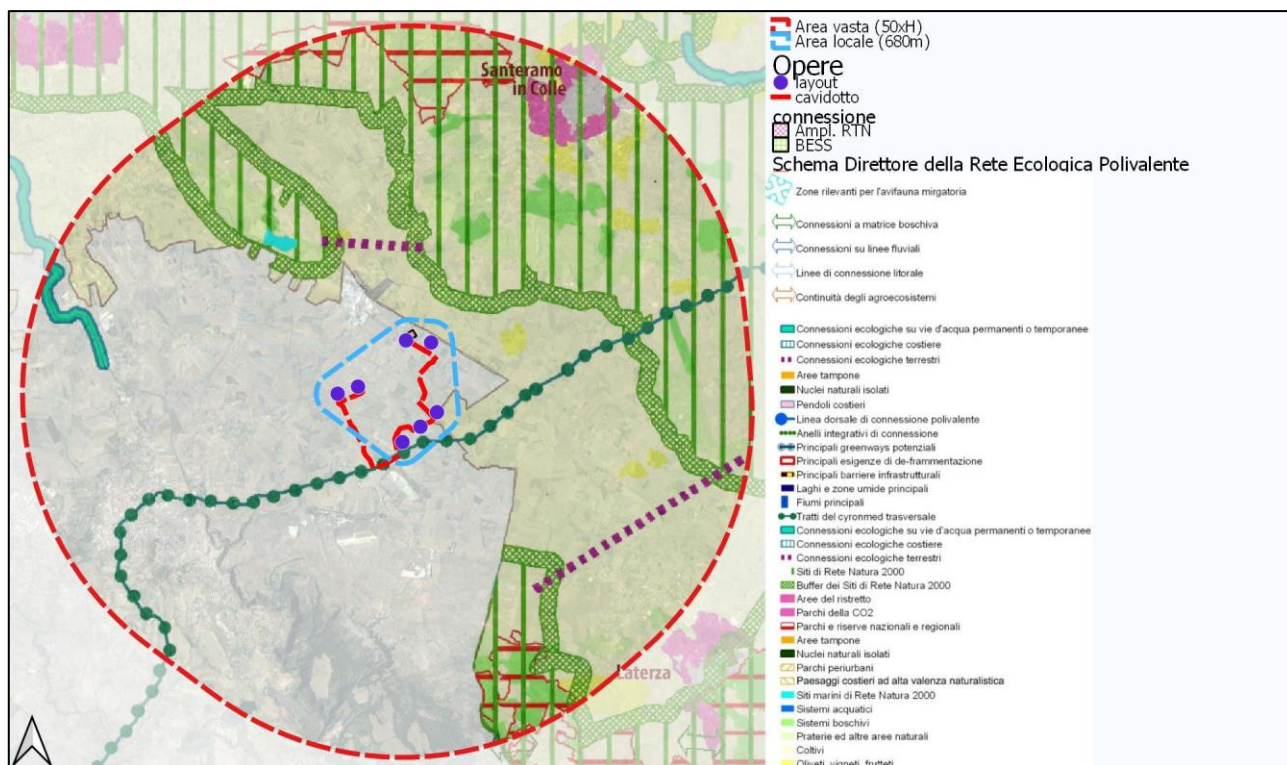 Santeramo
in Colle
Laterza
Area vasta (50xH)
Area locale (680m)
Opere
layout
cavidotto
connessione
Ampl. RTN
BESS
Schema Direttore della Rete Ecologica Polivalente
Zone rilevanti per l'avifauna mirgatoria
Connessioni a matrice boschiva
Connessioni su linee fluviali
Linee di connessione litorale
Continuità degli agroecosistemi
Connessioni ecologiche su vie d'acqua permanenti o temporanee
Connessioni ecologiche costiere
Connessioni ecologiche terrestri
Aree tampone
Nuclei naturali isolati
Pendoli costieri
Linea dorsale di connessione polivalente
Anelli integrativi di connessione
Principali greenways potenziali
Principali esigenze di de-frammentazione
Principali barriere infrastrutturali
Laghi e zone umide principali
Fiumi principali
Tratti del cyronmed trasversale
Connessioni ecologiche su vie d'acqua permanenti o temporanee
Connessioni ecologiche costiere
Connessioni ecologiche terrestri
Siti di Rete Natura 2000
Buffer dei Siti di Rete Natura 2000
Aree del ristretto
Parchi della CO2
Parchi e riserve nazionali e regionali
Aree tampone
Nuclei naturali isolati
Parchi periurbani
Paesaggi costieri ad alta valenza naturalistica
Siti marini di Rete Natura 2000
Sistemi acquatici
Sistemi boschivi
Praterie ed altre aree naturali
Coltivi
Oliveti, vigneti, frutteti